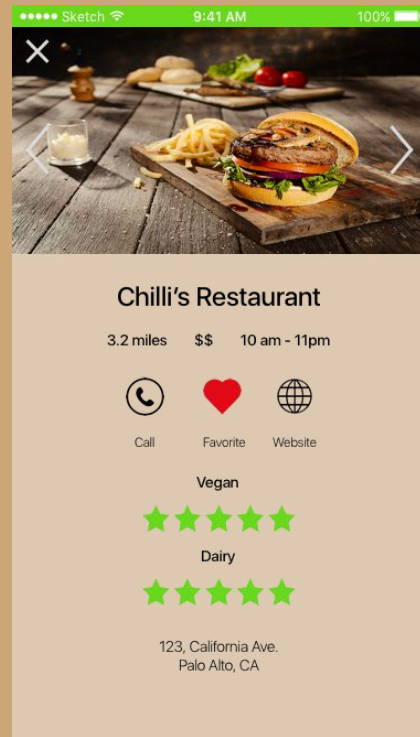 Sketch 9:41 AM 100%
Chilli's Restaurant
3.2 miles $$ 10 am - 11pm
Call Favorite Website
Vegan
Dairy
123, California Ave.
Palo Alto, CA